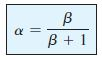 α = β / β + 1